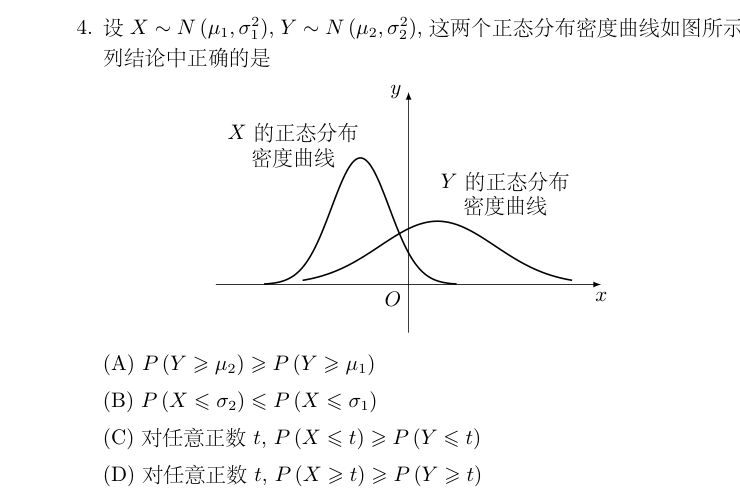 4. 设 X ∼ N (μ₁, σ₁²), Y ∼ N (μ₂, σ₂²), 这两个正态分布密度曲线如图所示
列结论中正确的是
y
X 的正态分布
密度曲线
Y 的正态分布
密度曲线
O
x
(A) P (Y ⩾ μ₂) ⩾ P (Y ⩾ μ₁)
(B) P (X ⩽ σ₂) ⩽ P (X ⩽ σ₁)
(C) 对任意正数 t, P (X ⩽ t) ⩾ P (Y ⩽ t)
(D) 对任意正数 t, P (X ⩾ t) ⩾ P (Y ⩾ t)